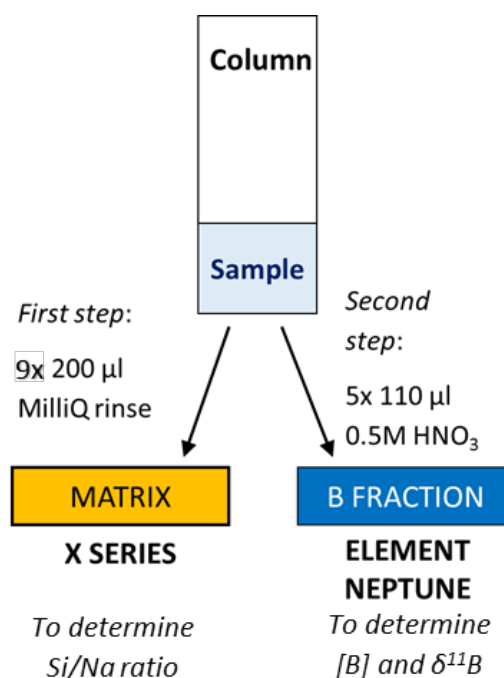 Column
Sample
First step:
9x 200 µl
MilliQ rinse
Second
step:
5x 110 µl
0.5M HNO₃
MATRIX
X SERIES
To determine
Si/Na ratio
B FRACTION
ELEMENT
NEPTUNE
To determine
[B] and δ¹¹B